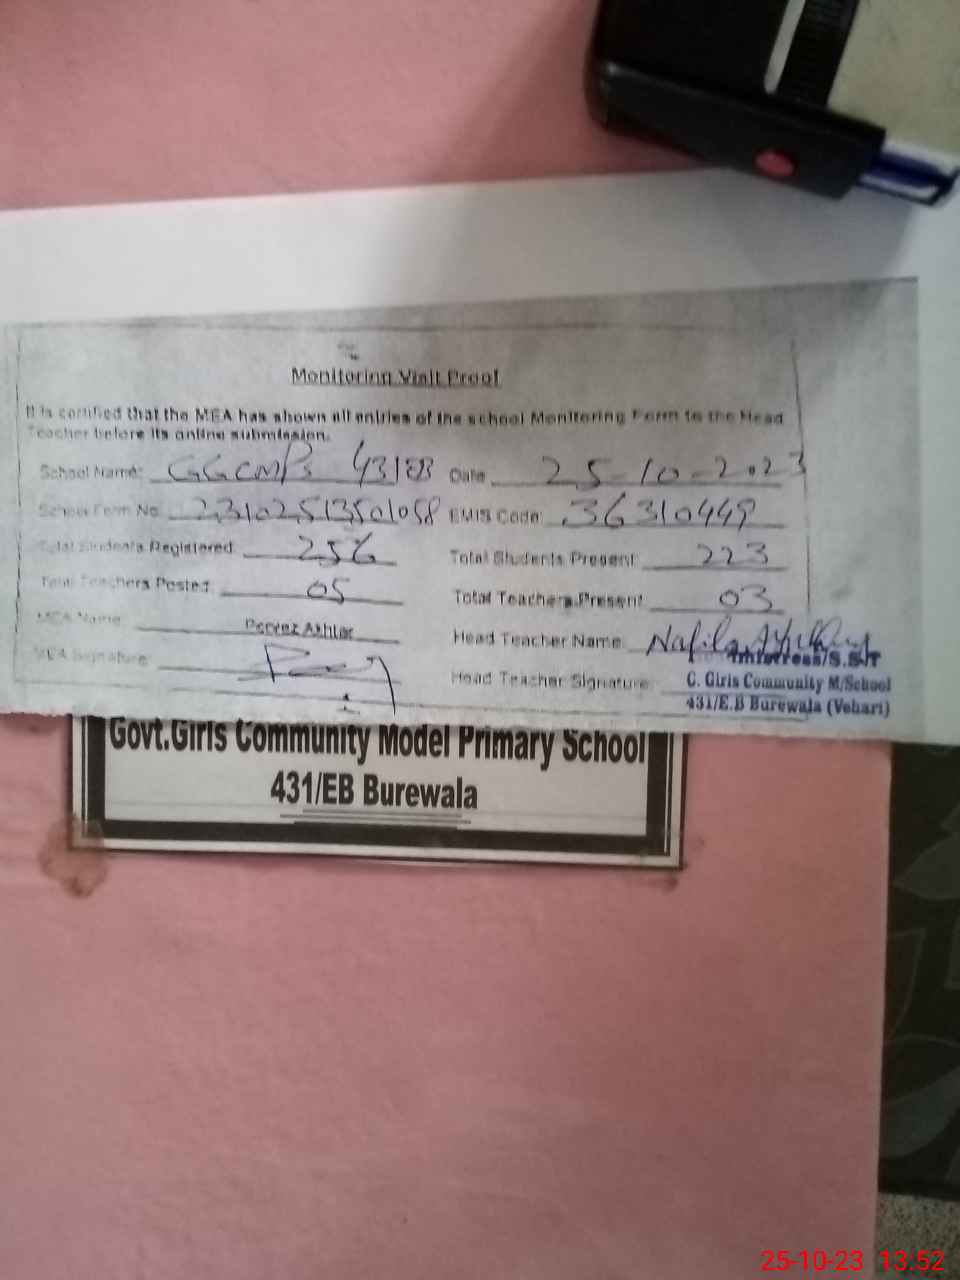 Monitoring Visit Proof
It is certified that the MEA has shown all entries of the school Monitoring Form to the Head
Teacher before its online submission.
School Name: GGCMPS 431EB Date 25-10-2023
School Form No: 23102513501058 EMIS Code: 36310449
Total Students Registered: 256 Total Students Present: 223
Total Teachers Posted: 05 Total Teachers Present: 03
MEA Name: Pervez Akhtar Head Teacher Name: Nafila
MEA Signature: Head Teacher Signature:
Mistress/S.S.T
C. Girls Community M/School
431/E.B Burewala (Vehari)
Govt.Girls Community Model Primary School
431/EB Burewala
25-10-23 13.52